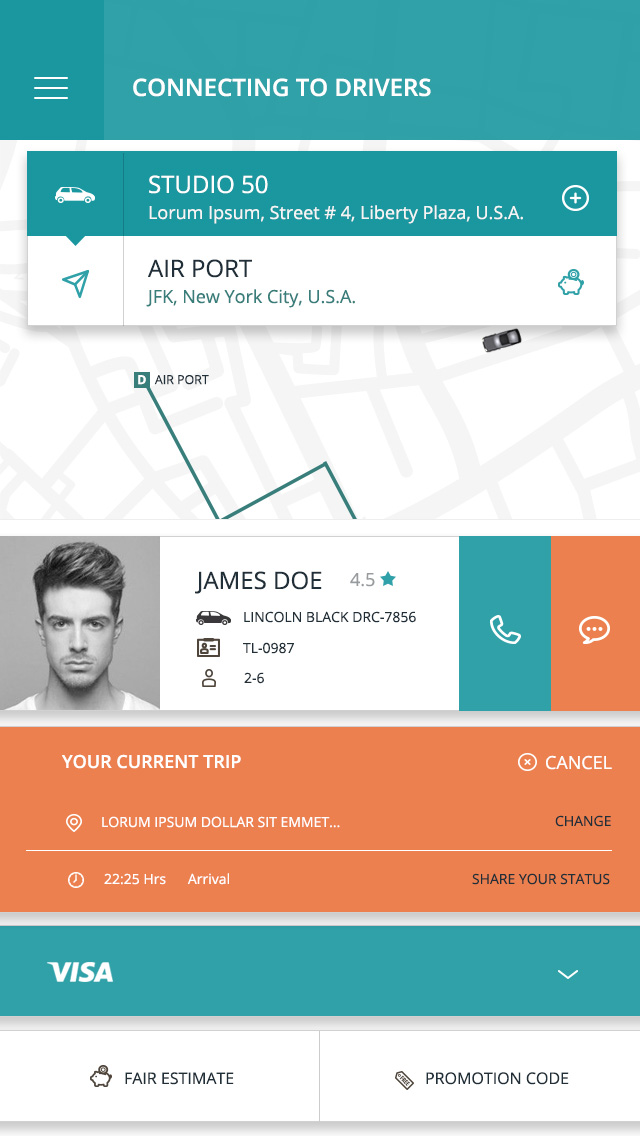 CONNECTING TO DRIVERS
STUDIO 50
Lorum Ipsum, Street # 4, Liberty Plaza, U.S.A.
AIR PORT
JFK, New York City, U.S.A.
D AIR PORT
JAMES DOE 4.5
LINCOLN BLACK DRC-7856
TL-0987
2-6
YOUR CURRENT TRIP CANCEL
LORUM IPSUM DOLLAR SIT EMMET... CHANGE
22:25 Hrs Arrival SHARE YOUR STATUS
VISA
FAIR ESTIMATE FREE PROMOTION CODE